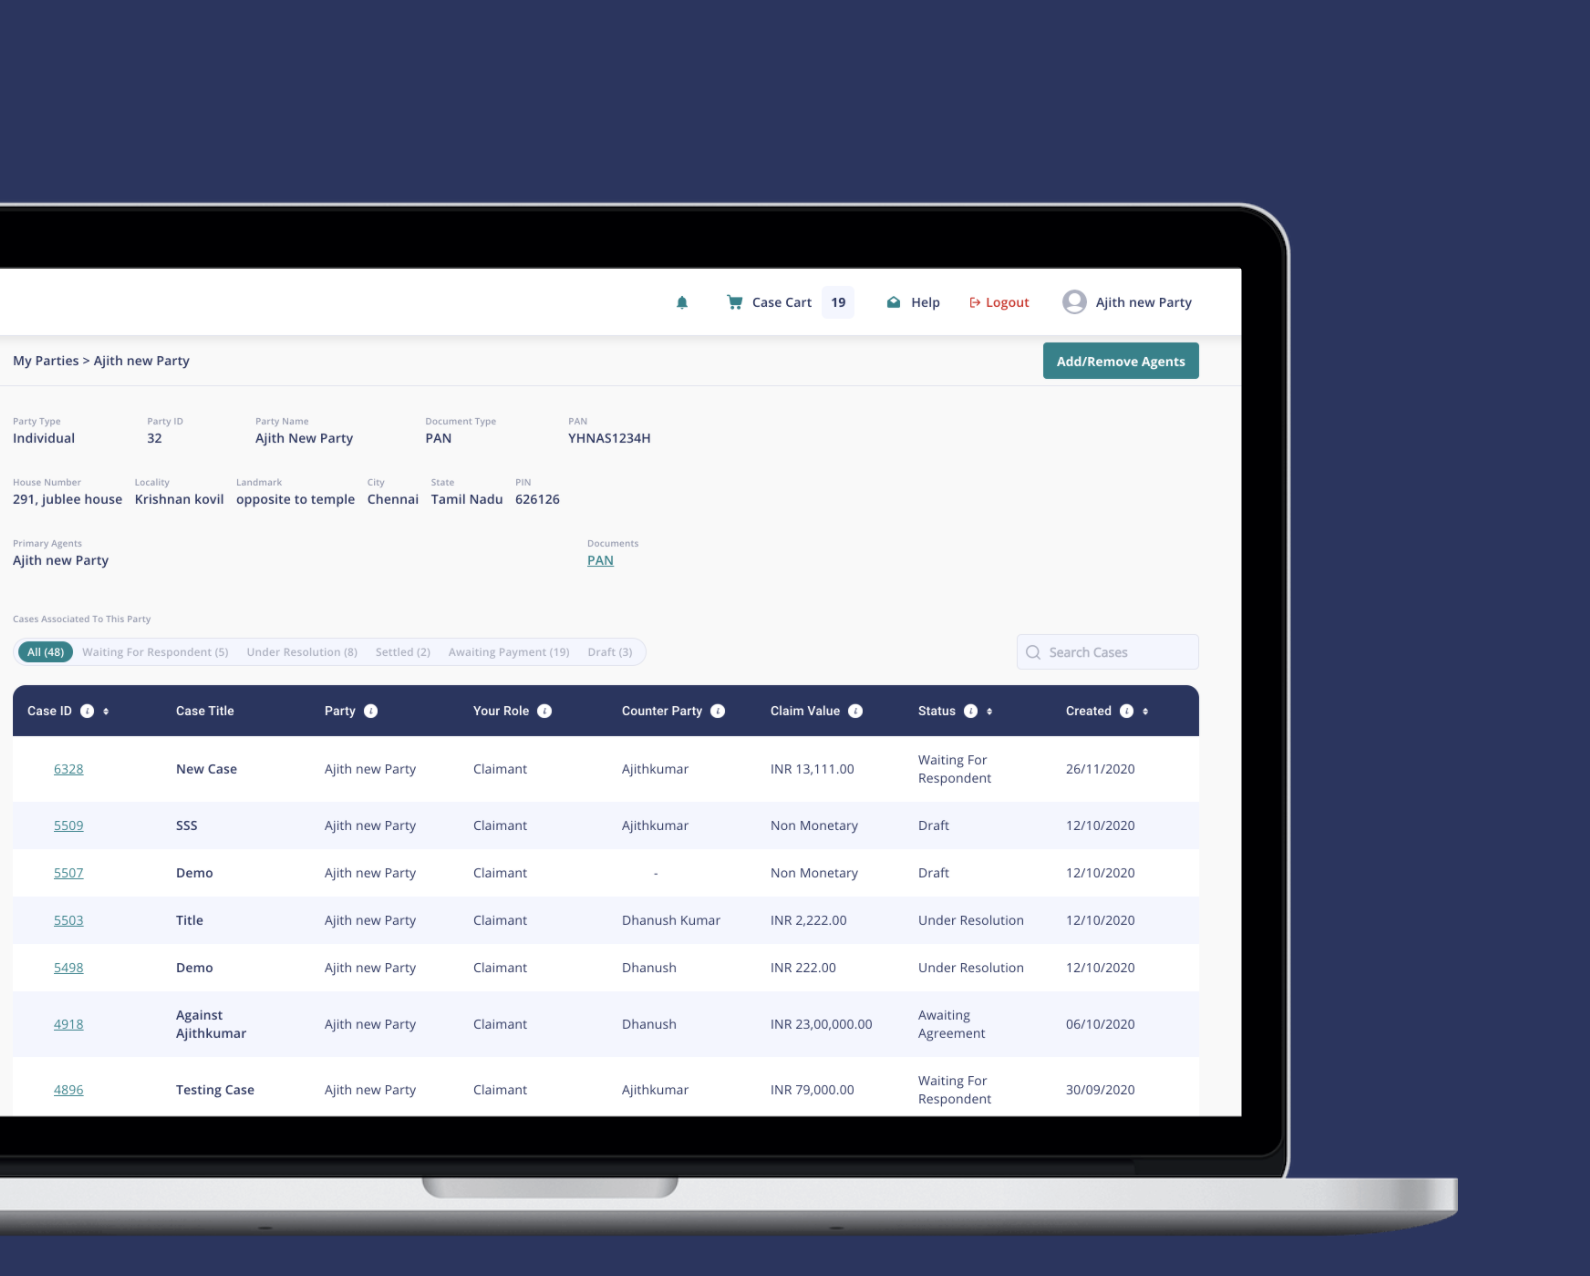 Case Cart 19 Help Logout Ajith new Party
My Parties > Ajith new Party Add/Remove Agents
Party Type Party ID Party Name Document Type PAN
Individual 32 Ajith New Party PAN YHNAS1234H
House Number Locality Landmark City State PIN
291, jublee house Krishnan kovil opposite to temple Chennai Tamil Nadu 626126
Primary Agents Documents
Ajith new Party PAN
Cases Associated To This Party
All (48) Waiting For Respondent (5) Under Resolution (8) Settled (2) Awaiting Payment (19) Draft (3) Search Cases
Case ID i Case Title Party i Your Role i Counter Party i Claim Value i Status i Created i
6328 New Case Ajith new Party Claimant Ajithkumar INR 13,111.00 Waiting For
Respondent 26/11/2020
5509 SSS Ajith new Party Claimant Ajithkumar Non Monetary Draft 12/10/2020
5507 Demo Ajith new Party Claimant - Non Monetary Draft 12/10/2020
5503 Title Ajith new Party Claimant Dhanush Kumar INR 2,222.00 Under Resolution 12/10/2020
5498 Demo Ajith new Party Claimant Dhanush INR 222.00 Under Resolution 12/10/2020
4918 Against
Ajithkumar Ajith new Party Claimant Dhanush INR 23,00,000.00 Awaiting
Agreement 06/10/2020
4896 Testing Case Ajith new Party Claimant Ajithkumar INR 79,000.00 Waiting For
Respondent 30/09/2020